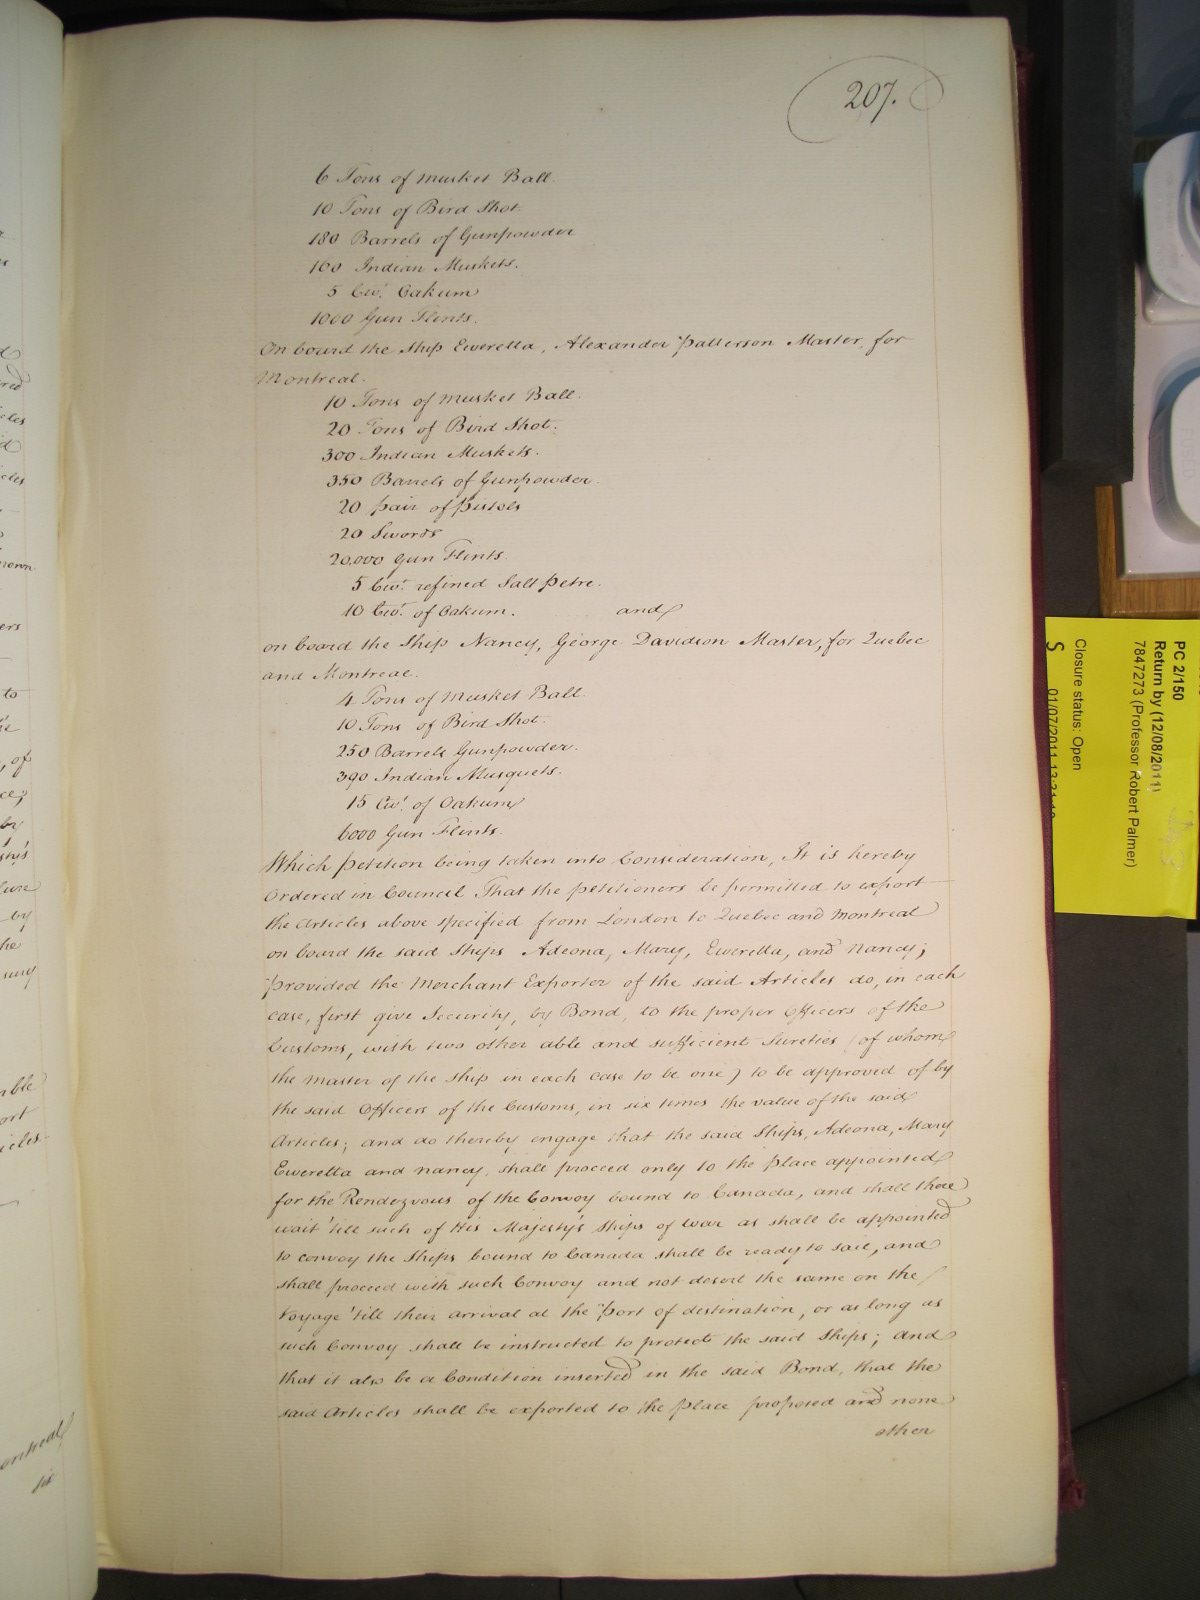 207.
6 Tons of Musket Ball
10 Tons of Bird Shot.
180 Barrels of Gunpowder
160 Indian Muskets.
5 Cwt. Oakum
1000 Gun Flints.
On board the Ship Eweretta, Alexander Patterson Master, for
Montreal.
10 Tons of Musket Ball.
20 Tons of Bird Shot.
300 Indian Muskets.
350 Barrels of Gunpowder.
20 pair of Pistols
20 Swords
20,000 Gun Flints
5 Cwt. refined Salt Petre.
10 Cwt. of Oakum. and
on board the Ship Nancy, George Davidson Master, for Quebec
and Montreal.
4 Tons of Musket Ball
10 Tons of Bird Shot.
250 Barrels Gunpowder.
390 Indian Musquets.
15 Cwt. of Oakum
6000 Gun Flints.
Which Petition being taken into Consideration, It is hereby
Ordered in Council That the petitioners be permitted to export
the Articles above specified from London to Quebec and Montreal
on board the said Ships Adeona, Mary, Eweretta, and Nancy;
Provided the Merchant Exporter of the said Articles do, in each
case, first give Security, by Bond, to the proper Officers of the
Customs, with two other able and sufficient Sureties (of whom
the Master of the Ship in each case to be one) to be approved of by
the said Officers of the Customs, in six times the value of the said
Articles; and do thereby engage that the said Ships, Adeona, Mary
Eweretta and Nancy, shall proceed only to the Place appointed
for the Rendezvous of the Convoy bound to Canada, and shall there
wait 'till such of His Majesty's Ships of War as shall be appointed
to convoy the Ships bound to Canada shall be ready to sail, and
shall proceed with such Convoy and not desert the same on the
Voyage 'till their arrival at the Port of destination, or as long as
such Convoy shall be instructed to protect the said Ships; and
that it also be a Condition inserted in the said Bond, that the
said Articles shall be exported to the Place proposed and none
other
PC 2/150
Return by (12/08/2011)
7847273 (Professor Robert Palmer)
Closure status: Open
S 01/07/2011